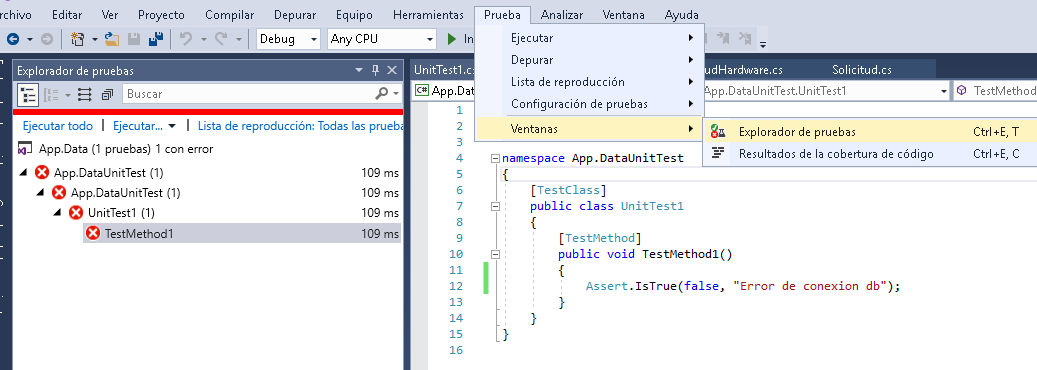 rchivo Editar Ver Proyecto Compilar Depurar Equipo Herramientas Prueba Analizar Ventana Ayuda
Debug Any CPU In
Ejecutar
Depurar
Lista de reproducción
Configuración de pruebas
Ventanas
Explorador de pruebas Ctrl+E, T
Resultados de la cobertura de código Ctrl+E, C
Explorador de pruebas
Buscar
Ejecutar todo Ejecutar... Lista de reproducción: Todas las prueba
App.Data (1 pruebas) 1 con error
App.DataUnitTest (1) 109 ms
App.DataUnitTest (1) 109 ms
UnitTest1 (1) 109 ms
TestMethod1 109 ms
UnitTest1.cs udHardware.cs Solicitud.cs
C# App.Da App.DataUnitTest.UnitTest1 TestMethod
1
2
3
4 namespace App.DataUnitTest
5 {
6 [TestClass]
7 public class UnitTest1
8 {
9 [TestMethod]
10 public void TestMethod1()
11 {
12 Assert.IsTrue(false, "Error de conexion db");
13 }
14 }
15 }
16